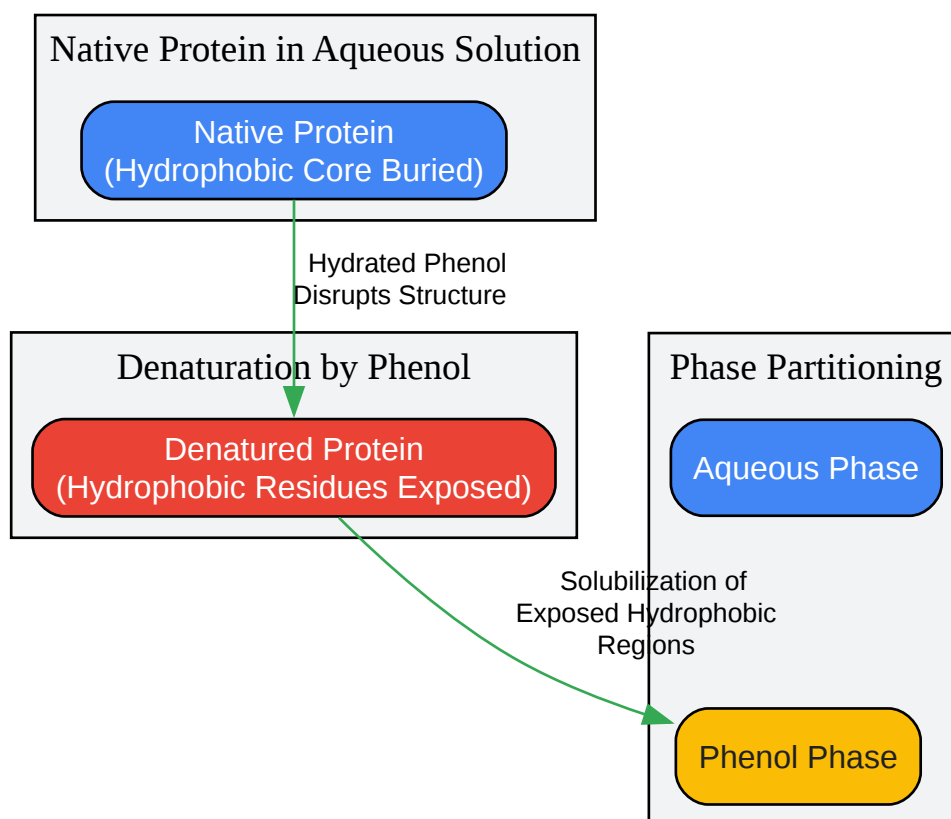 Native Protein in Aqueous Solution
Native Protein
(Hydrophobic Core Buried)
Hydrated Phenol
Disrupts Structure
Denaturation by Phenol
Denatured Protein
(Hydrophobic Residues Exposed)
Phase Partitioning
Aqueous Phase
Solubilization of
Exposed Hydrophobic
Regions
Phenol Phase